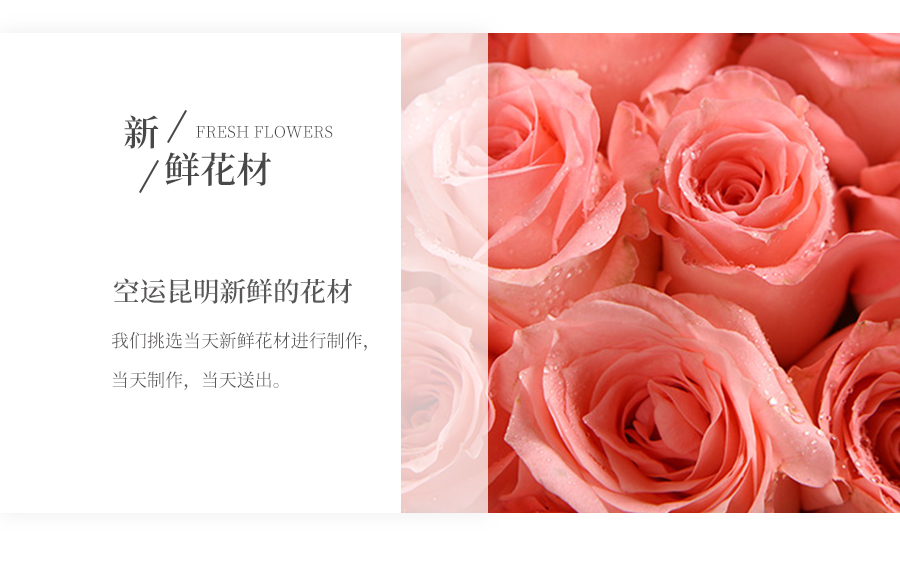 新
FRESH FLOWERS
鲜花材
空运昆明新鲜的花材
我们挑选当天新鲜花材进行制作，
当天制作，当天送出。